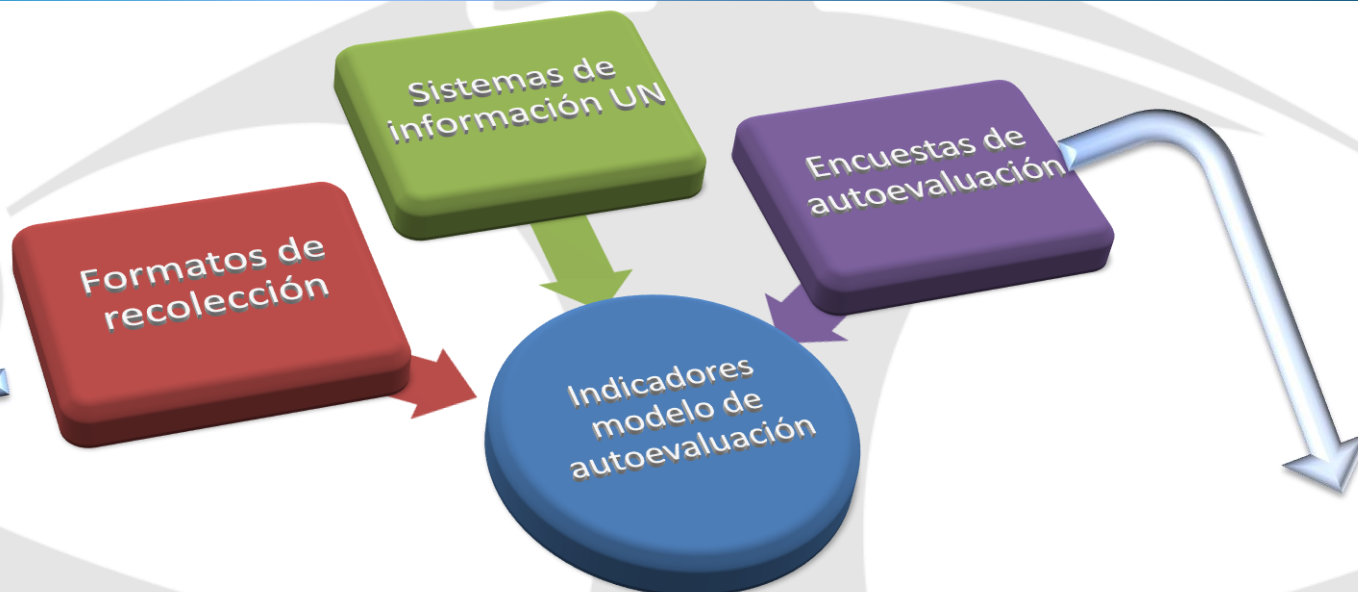 Sistemas de
información UN
Encuestas de
autoevaluación
Formatos de
recolección
Indicadores
modelo de
autoevaluación